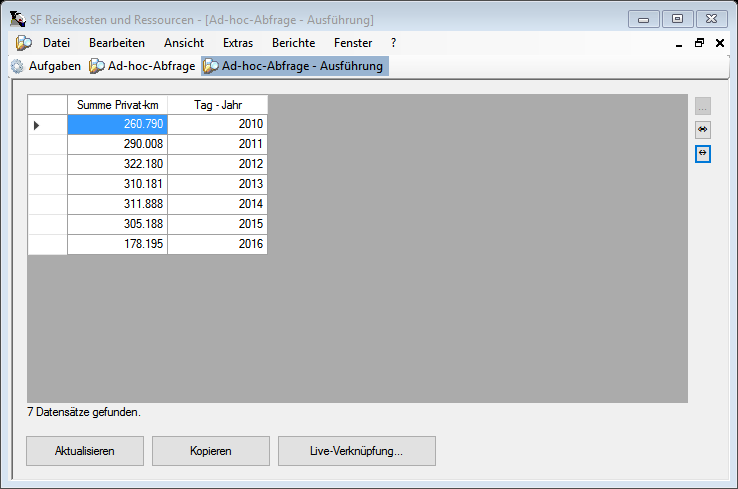 SF Reisekosten und Ressourcen - [Ad-hoc-Abfrage - Ausführung]
Datei Bearbeiten Ansicht Extras Berichte Fenster ?
Aufgaben Ad-hoc-Abfrage Ad-hoc-Abfrage - Ausführung
Summe Privat-km Tag - Jahr
260.790 2010
290.008 2011
322.180 2012
310.181 2013
311.888 2014
305.188 2015
178.195 2016
...
7 Datensätze gefunden.
Aktualisieren Kopieren Live-Verknüpfung...